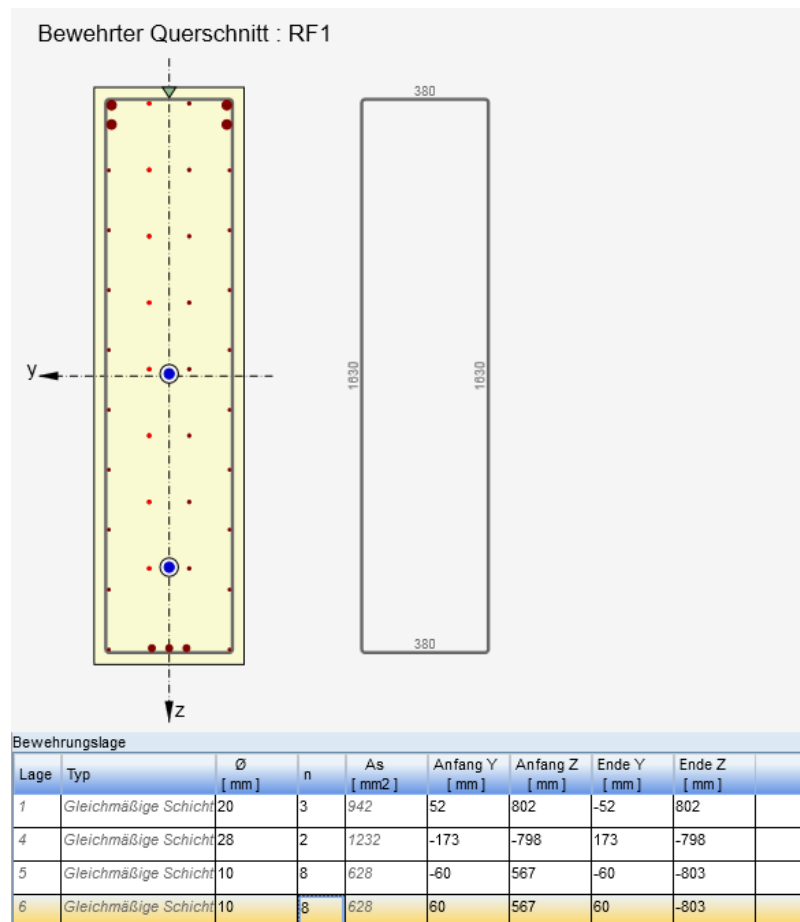 Bewehrter Querschnitt : RF1
380
y
1630 1630
380
z
Bewehrungslage
Lage Typ Ø [ mm ] n As [ mm2 ] Anfang Y [ mm ] Anfang Z [ mm ] Ende Y [ mm ] Ende Z [ mm ]
1 Gleichmäßige Schicht 20 3 942 52 802 -52 802
4 Gleichmäßige Schicht 28 2 1232 -173 -798 173 -798
5 Gleichmäßige Schicht 10 8 628 -60 567 -60 -803
6 Gleichmäßige Schicht 10 8 628 60 567 60 -803